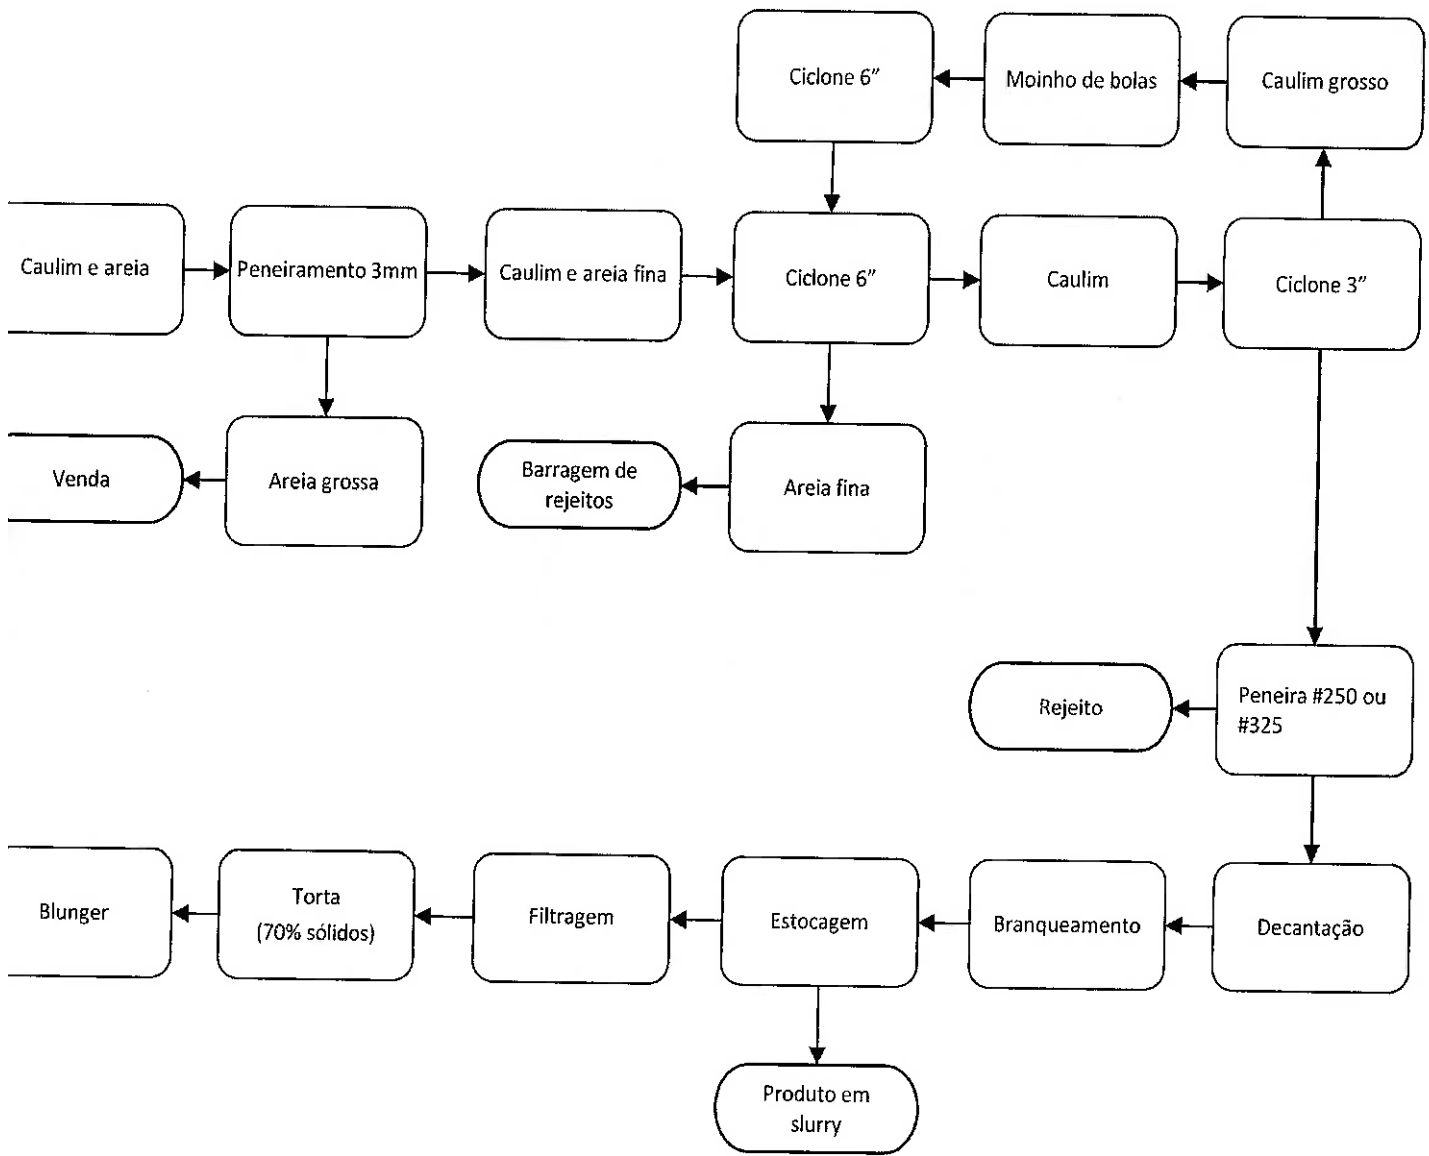 Ciclone 6”
Moinho de bolas
Caulim grosso
Caulim e areia
Peneiramento 3mm
Caulim e areia fina
Ciclone 6”
Caulim
Ciclone 3”
Venda
Areia grossa
Barragem de
rejeitos
Areia fina
Rejeito
Peneira #250 ou
#325
Blunger
Torta
(70% sólidos)
Filtragem
Estocagem
Branqueamento
Decantação
Produto em
slurry